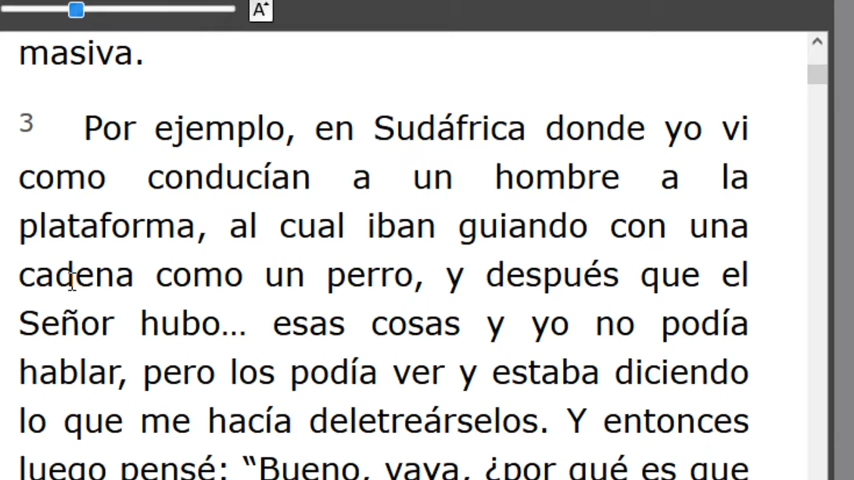 A
masiva.
3 Por ejemplo, en Sudáfrica donde yo vi
como conducían a un hombre a la
plataforma, al cual iban guiando con una
cadena como un perro, y después que el
Señor hubo... esas cosas y yo no podía
hablar, pero los podía ver y estaba diciendo
lo que me hacía deletreárselos. Y entonces
luego pensé: “Bueno, vaya, ¿por qué es que